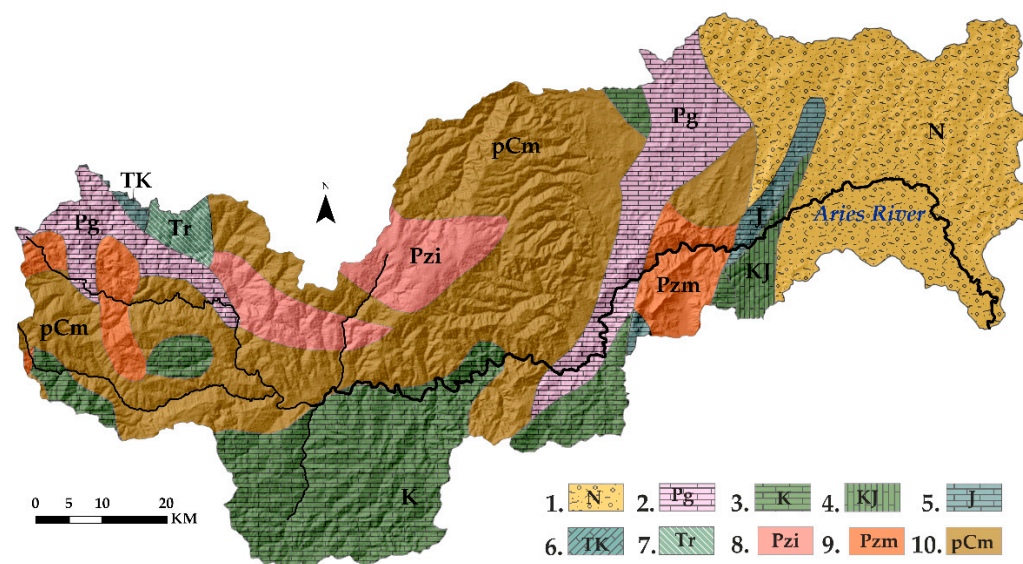 N
Pg
pCm
TK
N
Pg
Tr
J
Aries River
Pzi
KJ
Pzm
pCm
K
0 5 10 20
KM
1. N 2. Pg 3. K 4. KJ 5. J
6. TK 7. Tr 8. Pzi 9. Pzm 10. pCm